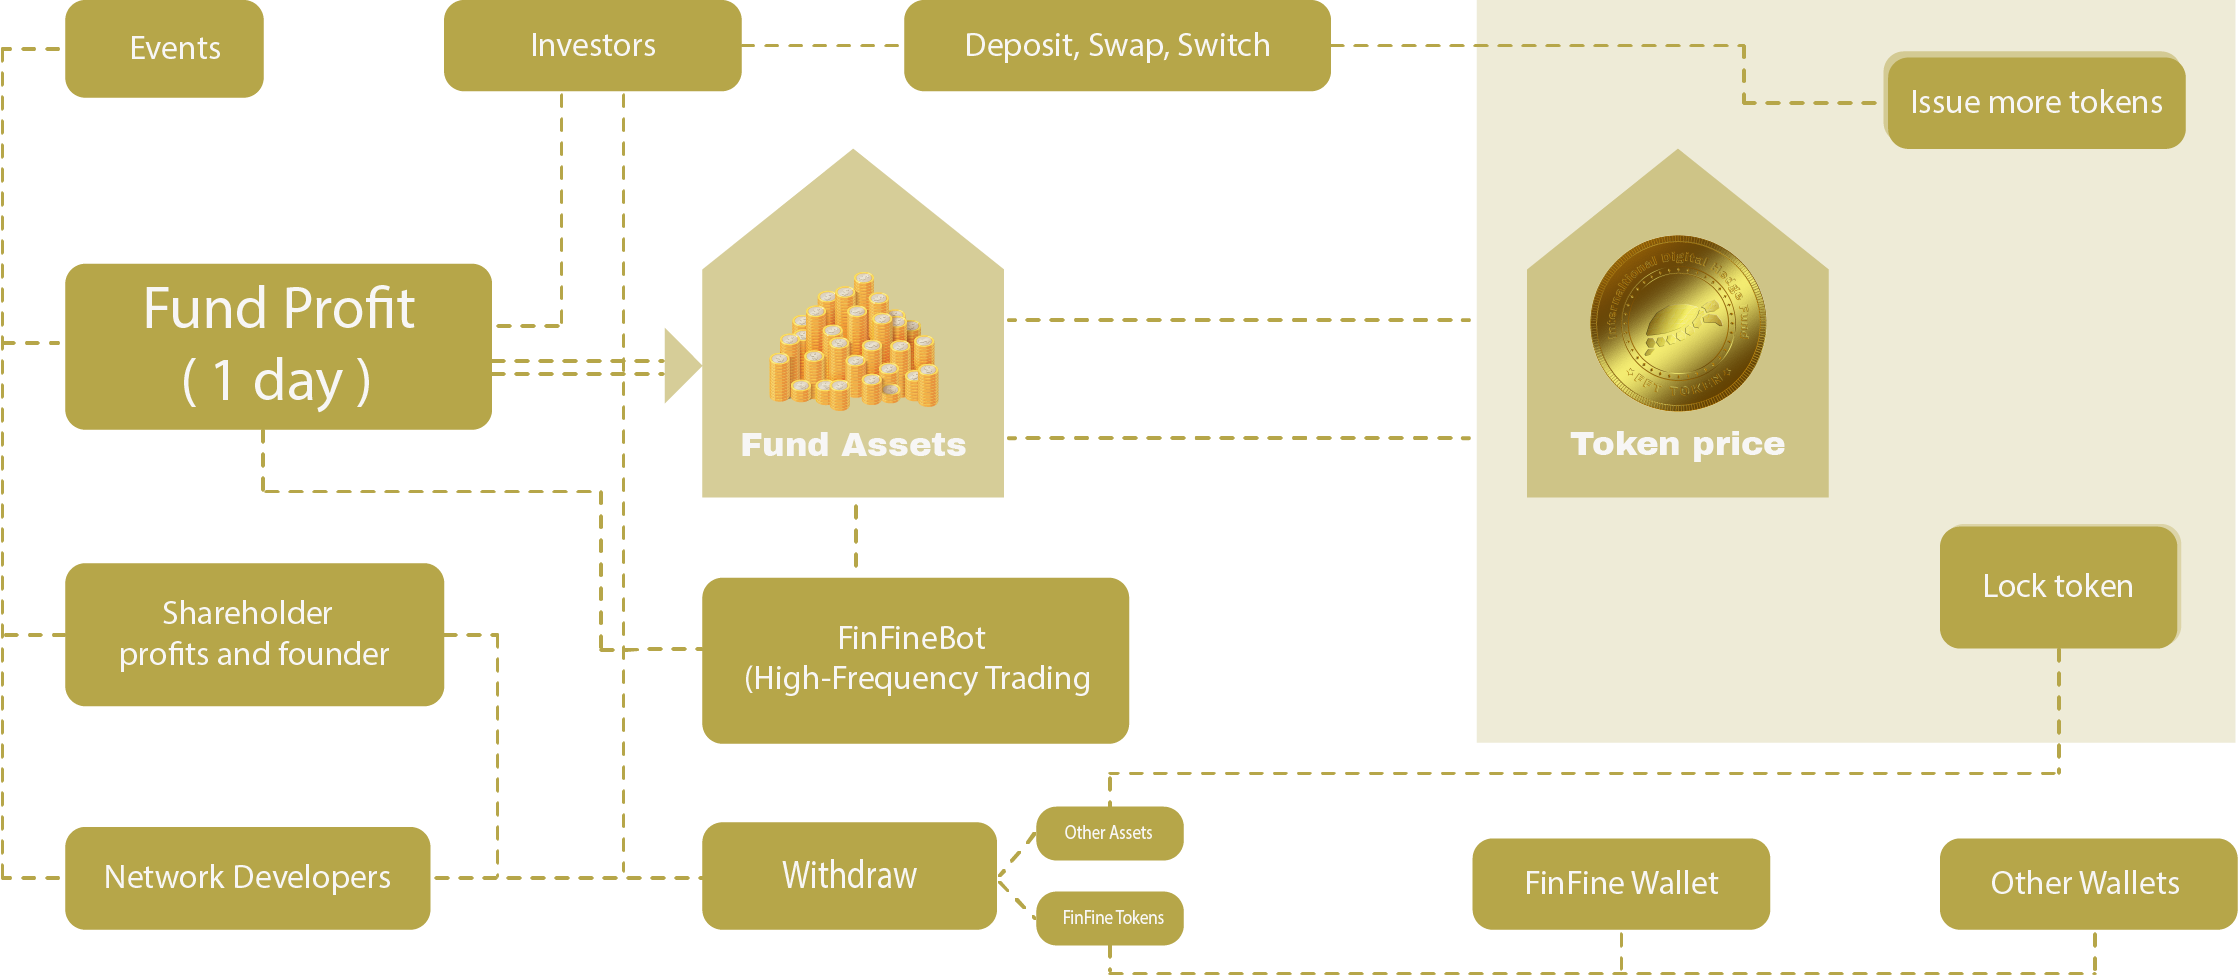 Events
Investors
Deposit, Swap, Switch
Issue more tokens
Fund Profit
( 1 day )
Fund Assets
International Digital Hedge Fund
Token price
Shareholder
profits and founder
FinFineBot
(High-Frequency Trading
Lock token
Network Developers
Withdraw
Other Assets
FinFine Tokens
FinFine Wallet
Other Wallets